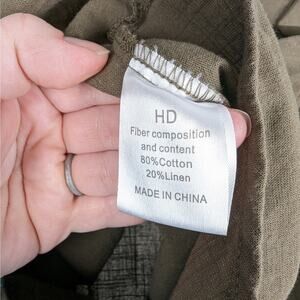 HD
Fiber composition
and content
80%Cotton
20%Linen
MADE IN CHINA